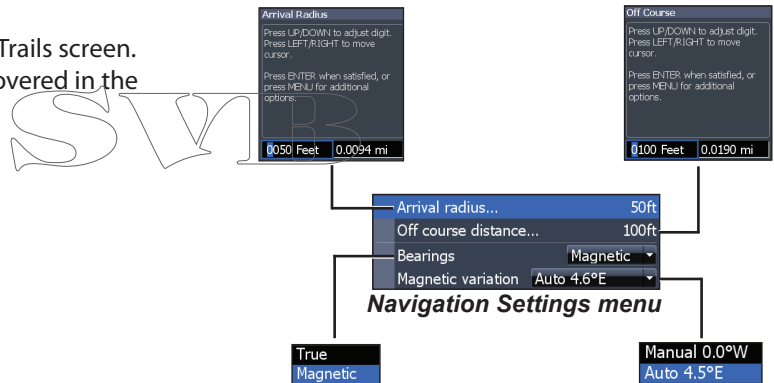 Trails screen.
overed in the
SVB
Arrival Radius
Press UP/DOWN to adjust digit.
Press LEFT/RIGHT to move
cursor.
Press ENTER when satisfied, or
press MENU for additional
options.
0050 Feet 0.0094 mi
Off Course
Press UP/DOWN to adjust digit.
Press LEFT/RIGHT to move
cursor.
Press ENTER when satisfied, or
press MENU for additional
options.
0100 Feet 0.0190 mi
Arrival radius... 50ft
Off course distance... 100ft
Bearings Magnetic
Magnetic variation Auto 4.6°E
Navigation Settings menu
True
Magnetic
Manual 0.0°W
Auto 4.5°E